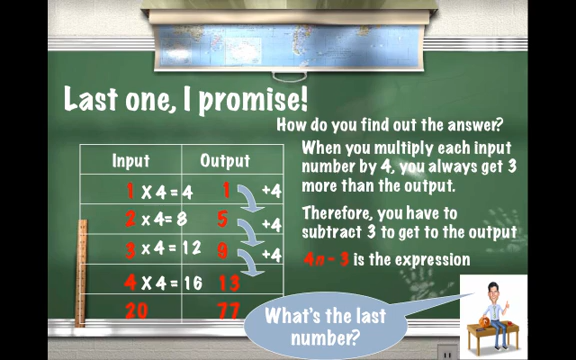 Last one, I promise!
How do you find out the answer?
Input Output
1 x 4 = 4 1 +4
2 x 4= 8 5 +4
3 x 4 = 12 9 +4
4 X 4 = 16 13
20 77
When you multiply each input
number by 4, you always get 3
more than the output.
Therefore, you have to
subtract 3 to get to the output
4n - 3 is the expression
What's the last
number?